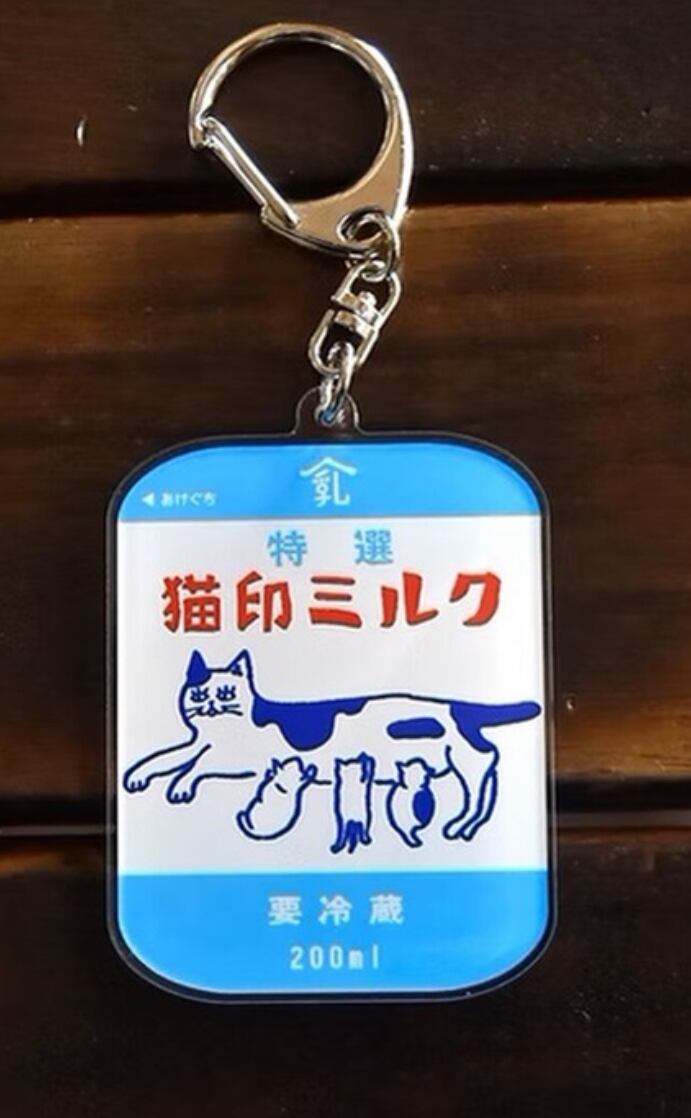 乳
◀あけぐち
特選
猫印ミルク
要冷蔵
200ml